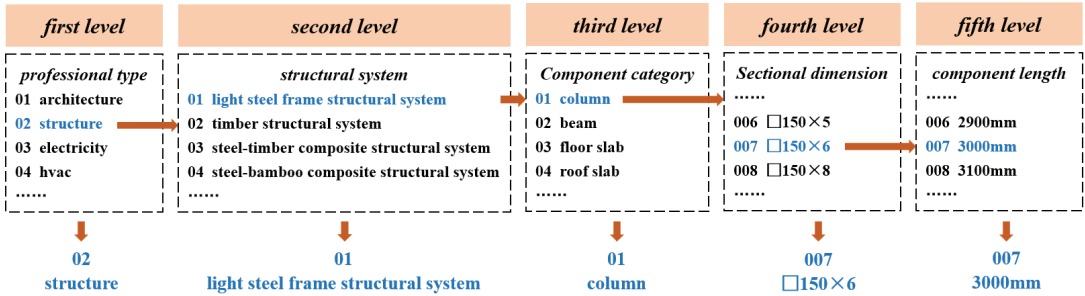 first level
second level
third level
fourth level
fifth level
professional type
01 architecture
02 structure
03 electricity
04 hvac
......
structural system
01 light steel frame structural system
02 timber structural system
03 steel-timber composite structural system
04 steel-bamboo composite structural system
......
Component category
01 column
02 beam
03 floor slab
04 roof slab
......
Sectional dimension
......
006 □150×5
007 □150×6
008 □150×8
component length
......
006 2900mm
007 3000mm
008 3100mm
02
structure
01
light steel frame structural system
01
column
007
□150×6
007
3000mm